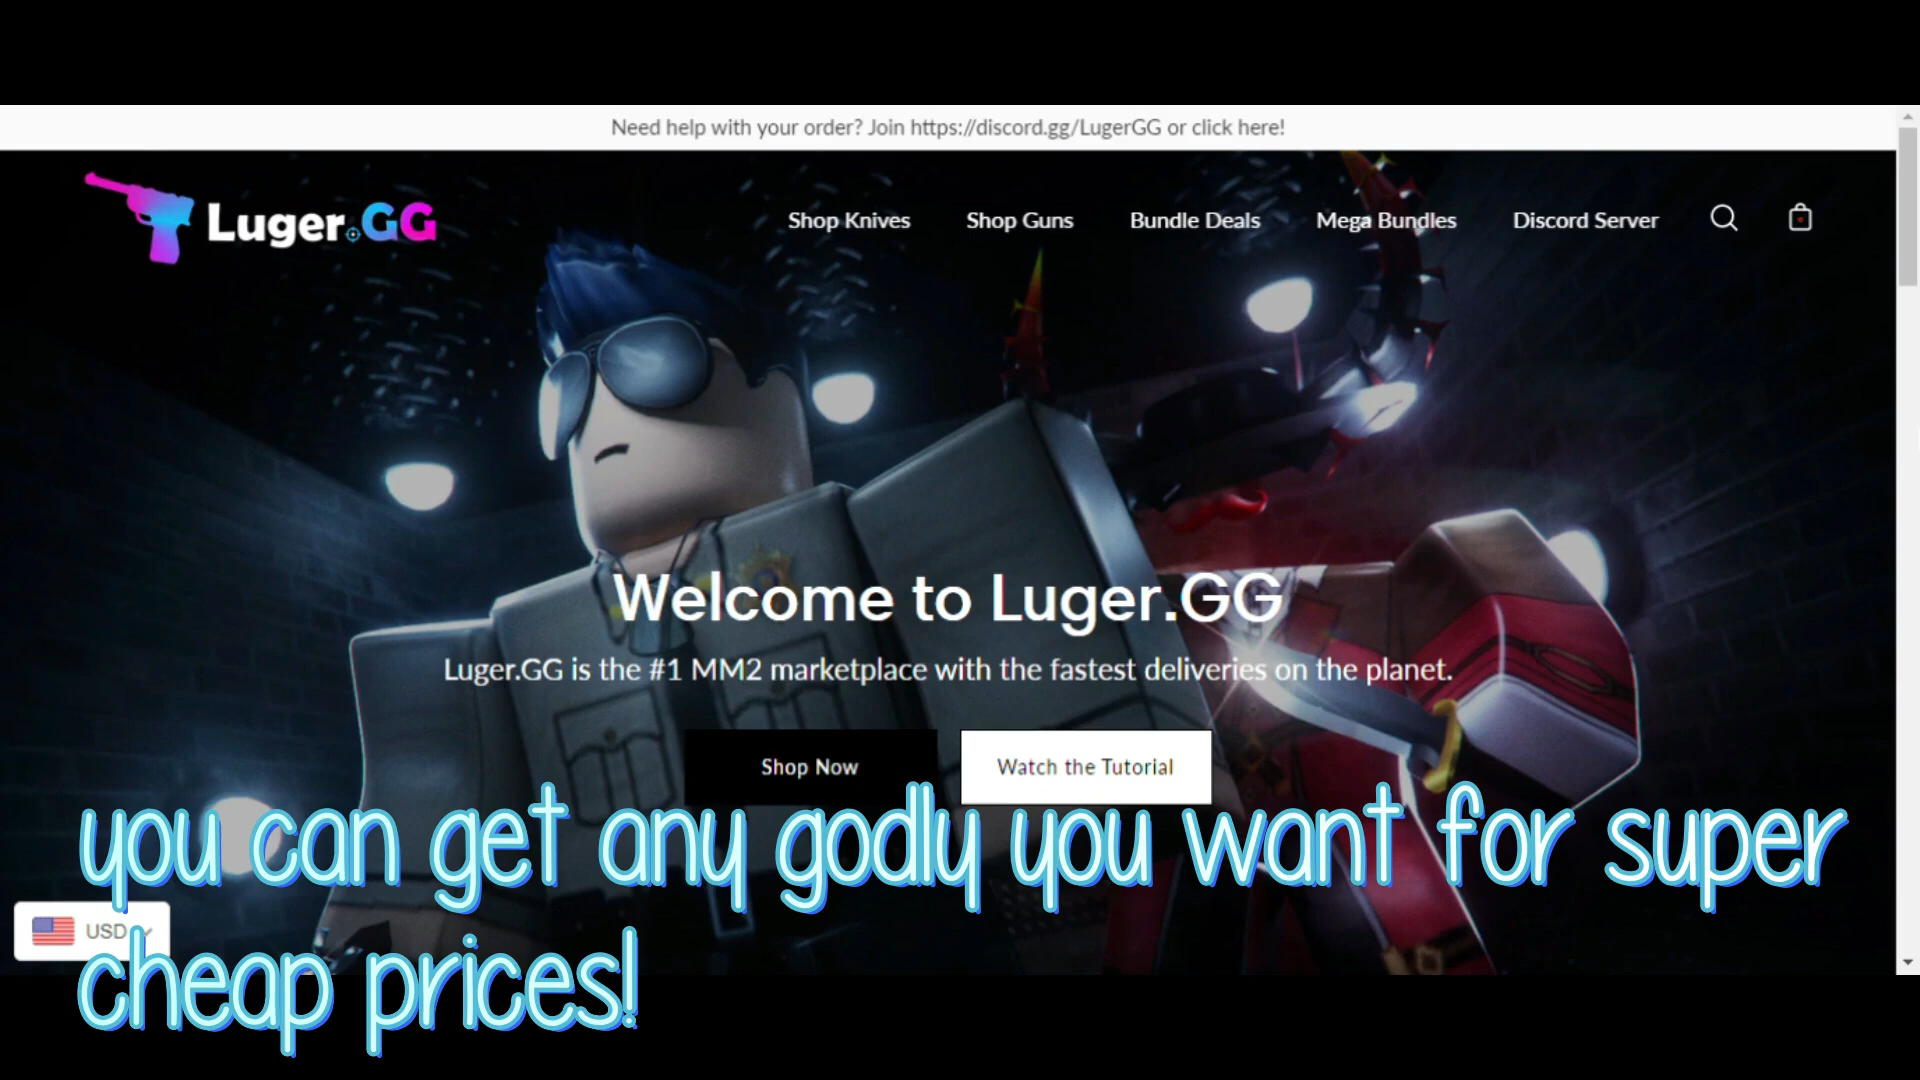 Need help with your order? Join https://discord.gg/LugerGG or click here!
Luger.GG
Shop Knives
Shop Guns
Bundle Deals
Mega Bundles
Discord Server
Welcome to Luger.GG
Luger.GG is the #1 MM2 marketplace with the fastest deliveries on the planet.
Shop Now
Watch the Tutorial
you can get any godly you want for super
USD
cheap prices!